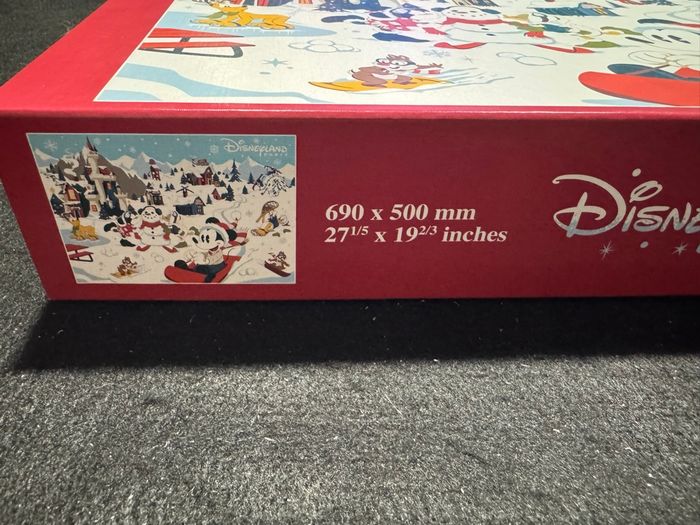 DISNEYLAND
PARIS
690 x 500 mm
27 1/5 x 19 2/3 inches
DISNE